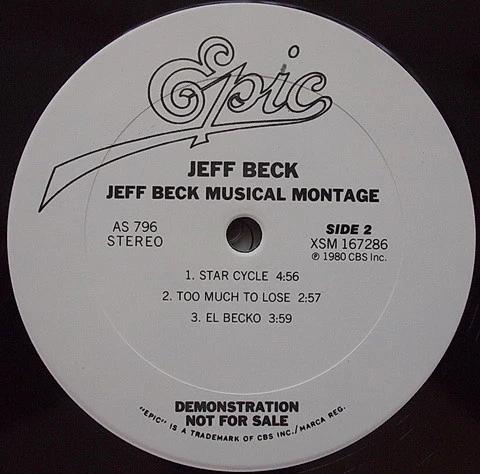 Epic
JEFF BECK
JEFF BECK MUSICAL MONTAGE
AS 796
STEREO
SIDE 2
XSM 167286
℗ 1980 CBS Inc.
1. STAR CYCLE 4:56
2. TOO MUCH TO LOSE 2:57
3. EL BECKO 3:59
DEMONSTRATION
NOT FOR SALE
"EPIC" IS A TRADEMARK OF CBS INC./MARCA REG.